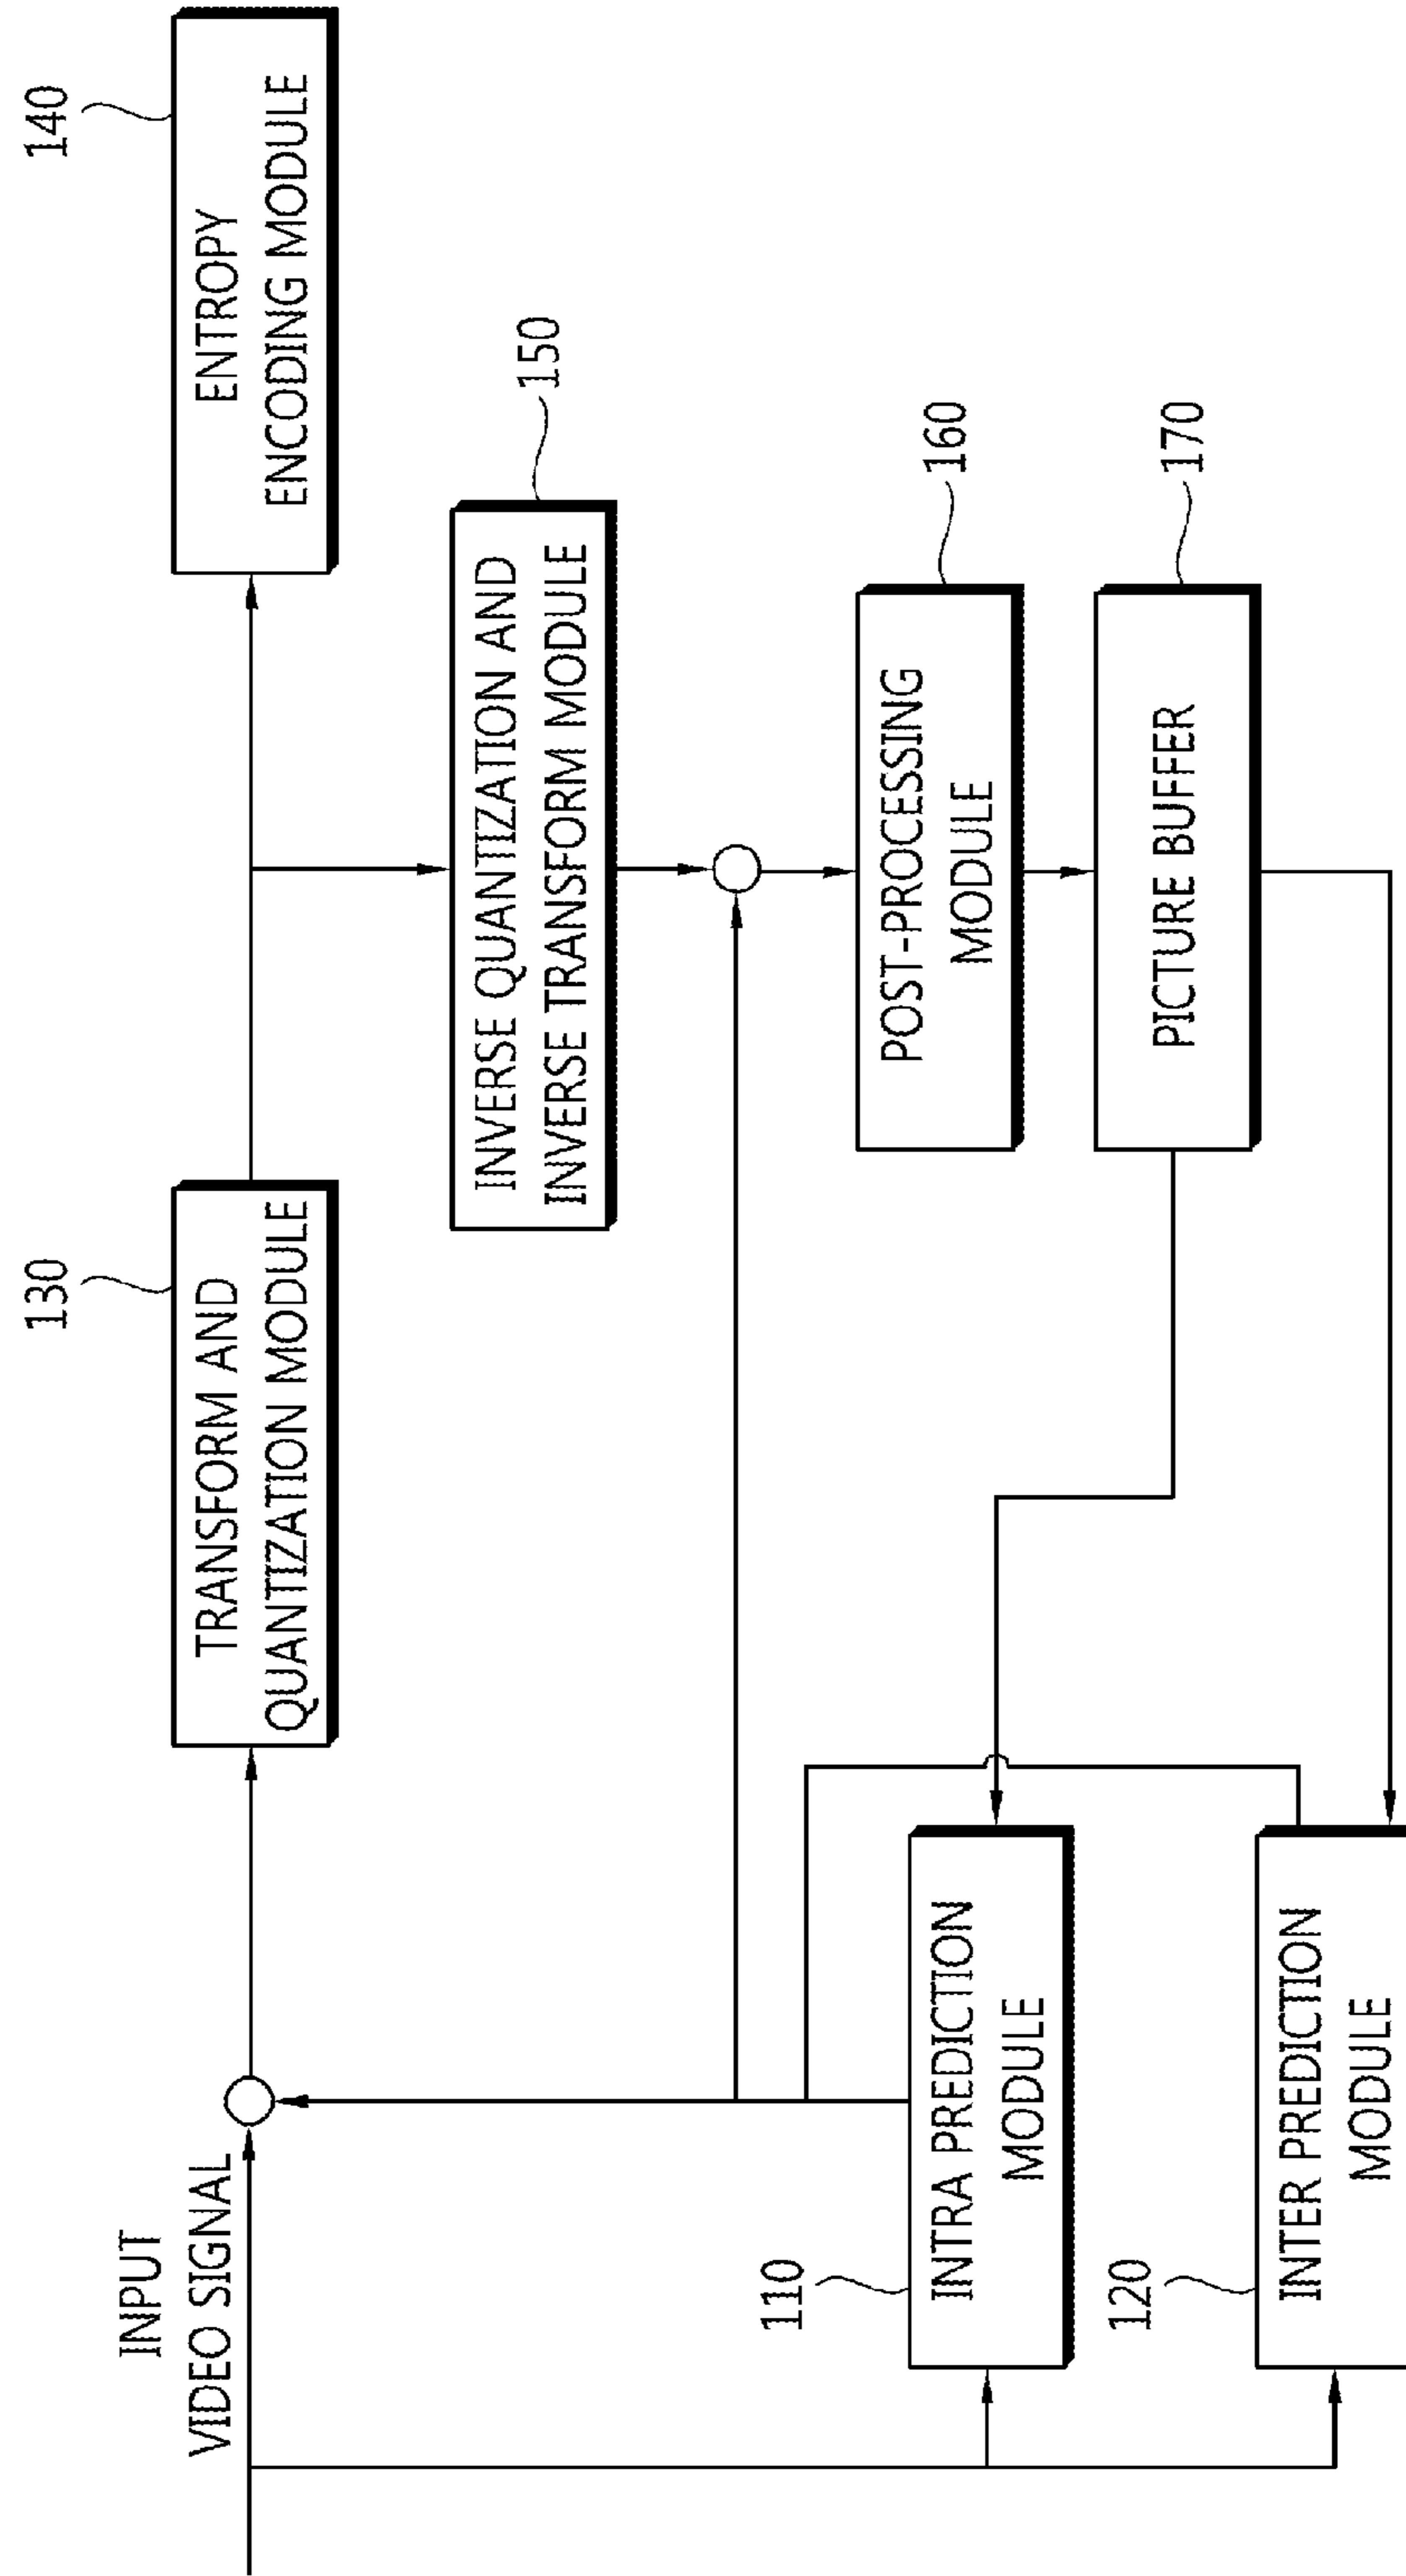 INPUT
VIDEO SIGNAL
130
TRANSFORM AND
QUANTIZATION MODULE
140
ENTROPY
ENCODING MODULE
150
INVERSE QUANTIZATION AND
INVERSE TRANSFORM MODULE
110
INTRA PREDICTION
MODULE
160
POST-PROCESSING
MODULE
120
INTER PREDICTION
MODULE
170
PICTURE BUFFER